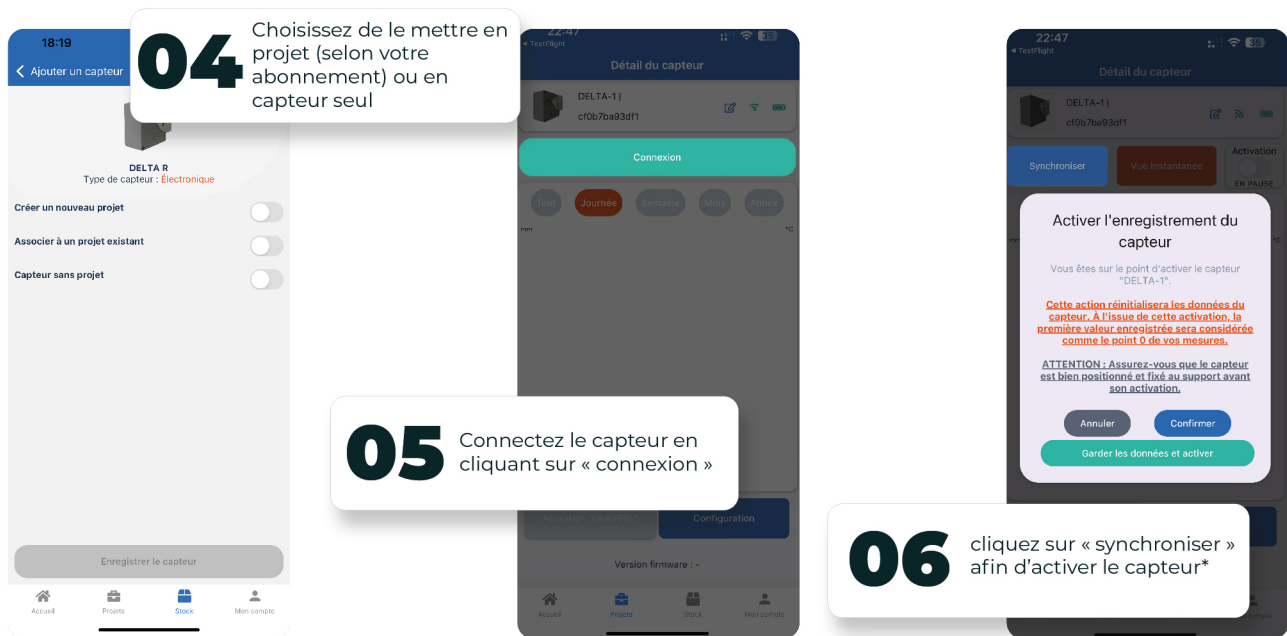 18:19
Ajouter un capteur
04
Choisissez de le mettre en
projet (selon votre
abonnement) ou en
capteur seul
DELTA R
Type de capteur : Électronique
Créer un nouveau projet
Associer à un projet existant
Capteur sans projet
Enregistrer le capteur
Accueil
Projets
Stock
Mon compte
22:47
TestFlight
35
Détail du capteur
DELTA-1 |
cf0b7ba93df1
Connexion
Tout
Journée
Semaine
Mois
Année
mm
°C
05
Connectez le capteur en
cliquant sur « connexion »
Configuration
Version firmware : -
Accueil
Projets
Stock
Mon compte
22:47
TestFlight
35
Détail du capteur
DELTA-1 |
cf0b7ba93df1
Synchroniser
Vue instantanée
Activation
EN PAUSE
Activer l'enregistrement du
capteur
Vous êtes sur le point d'activer le capteur
"DELTA-1".
Cette action réinitialisera les données du
capteur. À l'issue de cette activation, la
première valeur enregistrée sera considérée
comme le point 0 de vos mesures.
ATTENTION : Assurez-vous que le capteur
est bien positionné et fixé au support avant
son activation.
Annuler
Confirmer
Garder les données et activer
06
cliquez sur « synchroniser »
afin d’activer le capteur*